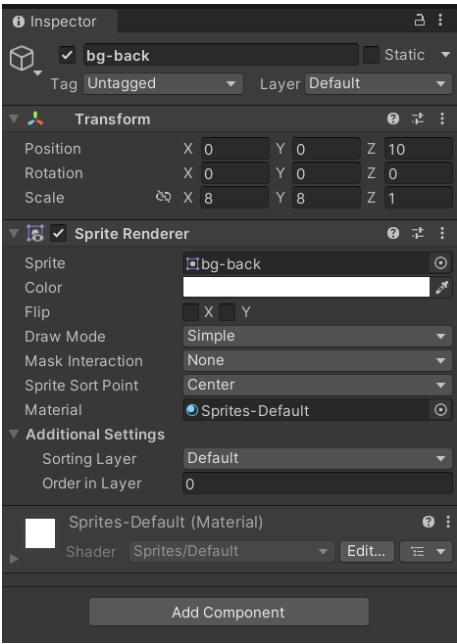 Inspector
bg-back Static
Tag Untagged Layer Default
Transform
Position X 0 Y 0 Z 10
Rotation X 0 Y 0 Z 0
Scale X 8 Y 8 Z 1
Sprite Renderer
Sprite bg-back
Color
Flip X Y
Draw Mode Simple
Mask Interaction None
Sprite Sort Point Center
Material Sprites-Default
Additional Settings
Sorting Layer Default
Order in Layer 0
Sprites-Default (Material)
Shader Sprites/Default Edit...
Add Component